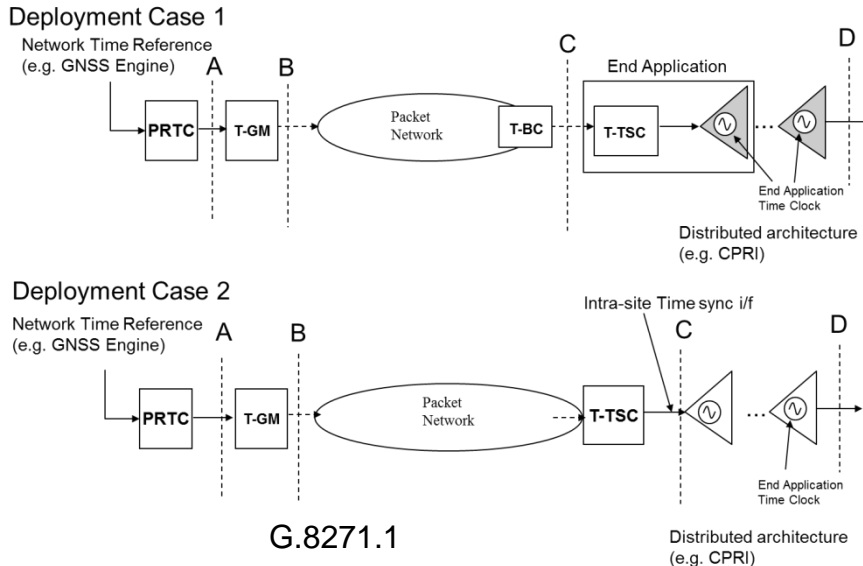 Deployment Case 1
Network Time Reference
(e.g. GNSS Engine)
A
B
C
D
End Application
PRTC
T-GM
Packet
Network
T-BC
T-TSC
End Application
Time Clock
Distributed architecture
(e.g. CPRI)
Deployment Case 2
Network Time Reference
(e.g. GNSS Engine)
A
B
Intra-site Time sync i/f
C
D
PRTC
T-GM
Packet
Network
T-TSC
End Application
Time Clock
G.8271.1
Distributed architecture
(e.g. CPRI)